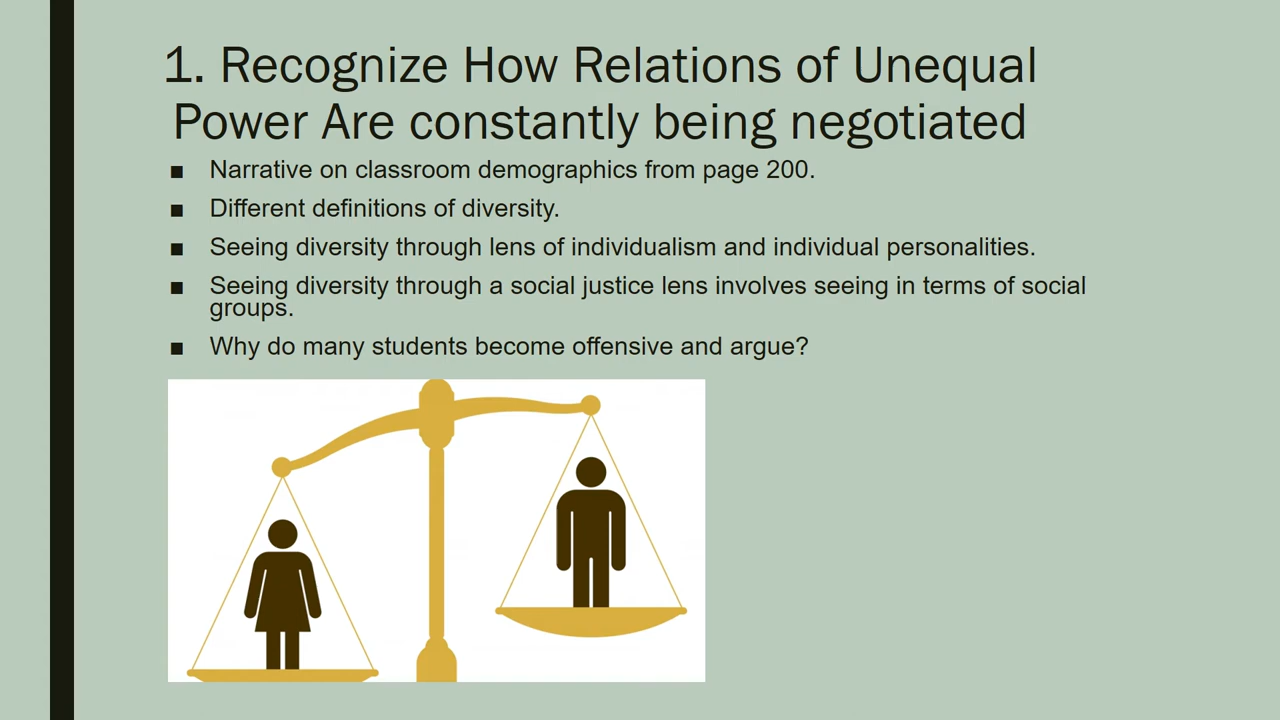 1. Recognize How Relations of Unequal
Power Are constantly being negotiated
▪ Narrative on classroom demographics from page 200.
▪ Different definitions of diversity.
▪ Seeing diversity through lens of individualism and individual personalities.
▪ Seeing diversity through a social justice lens involves seeing in terms of social
groups.
▪ Why do many students become offensive and argue?